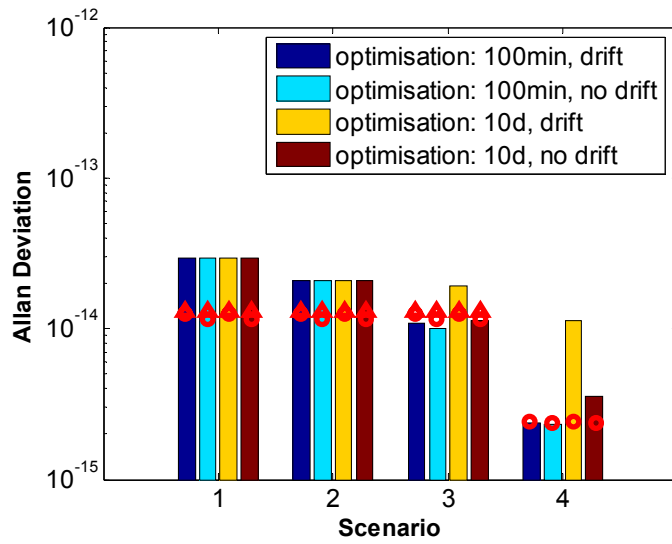 10⁻¹²
optimisation: 100min, drift
optimisation: 100min, no drift
optimisation: 10d, drift
optimisation: 10d, no drift
10⁻¹³
Allan Deviation
10⁻¹⁴
10⁻¹⁵
1 2 3 4
Scenario